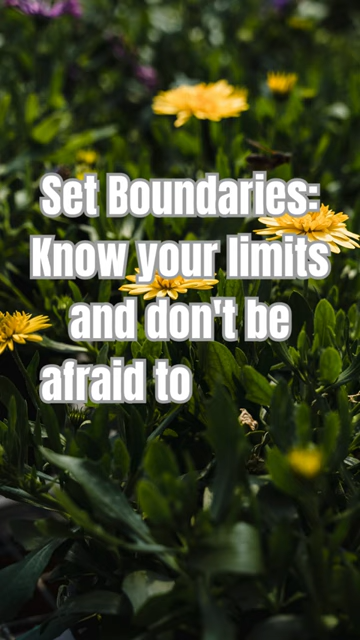 Set Boundaries:
Know your limits
and don't be
afraid to